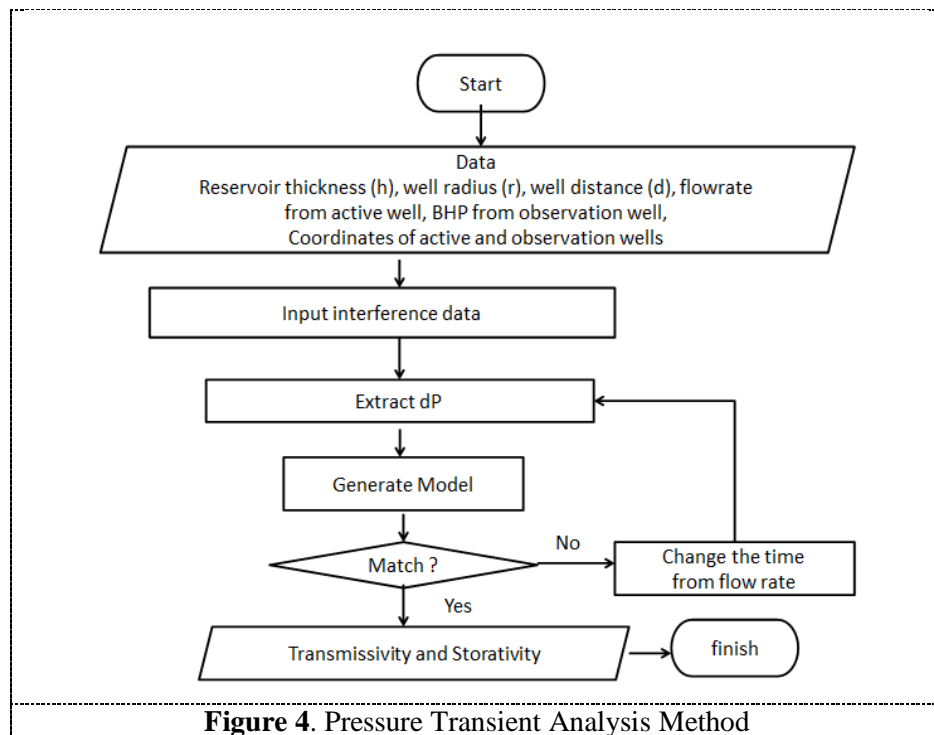 Start
Data
Reservoir thickness (h), well radius (r), well distance (d), flowrate
from active well, BHP from observation well,
Coordinates of active and observation wells
Input interference data
Extract dP
Generate Model
Match ?
No
Change the time
from flow rate
Yes
Transmissivity and Storativity
finish
Figure 4. Pressure Transient Analysis Method